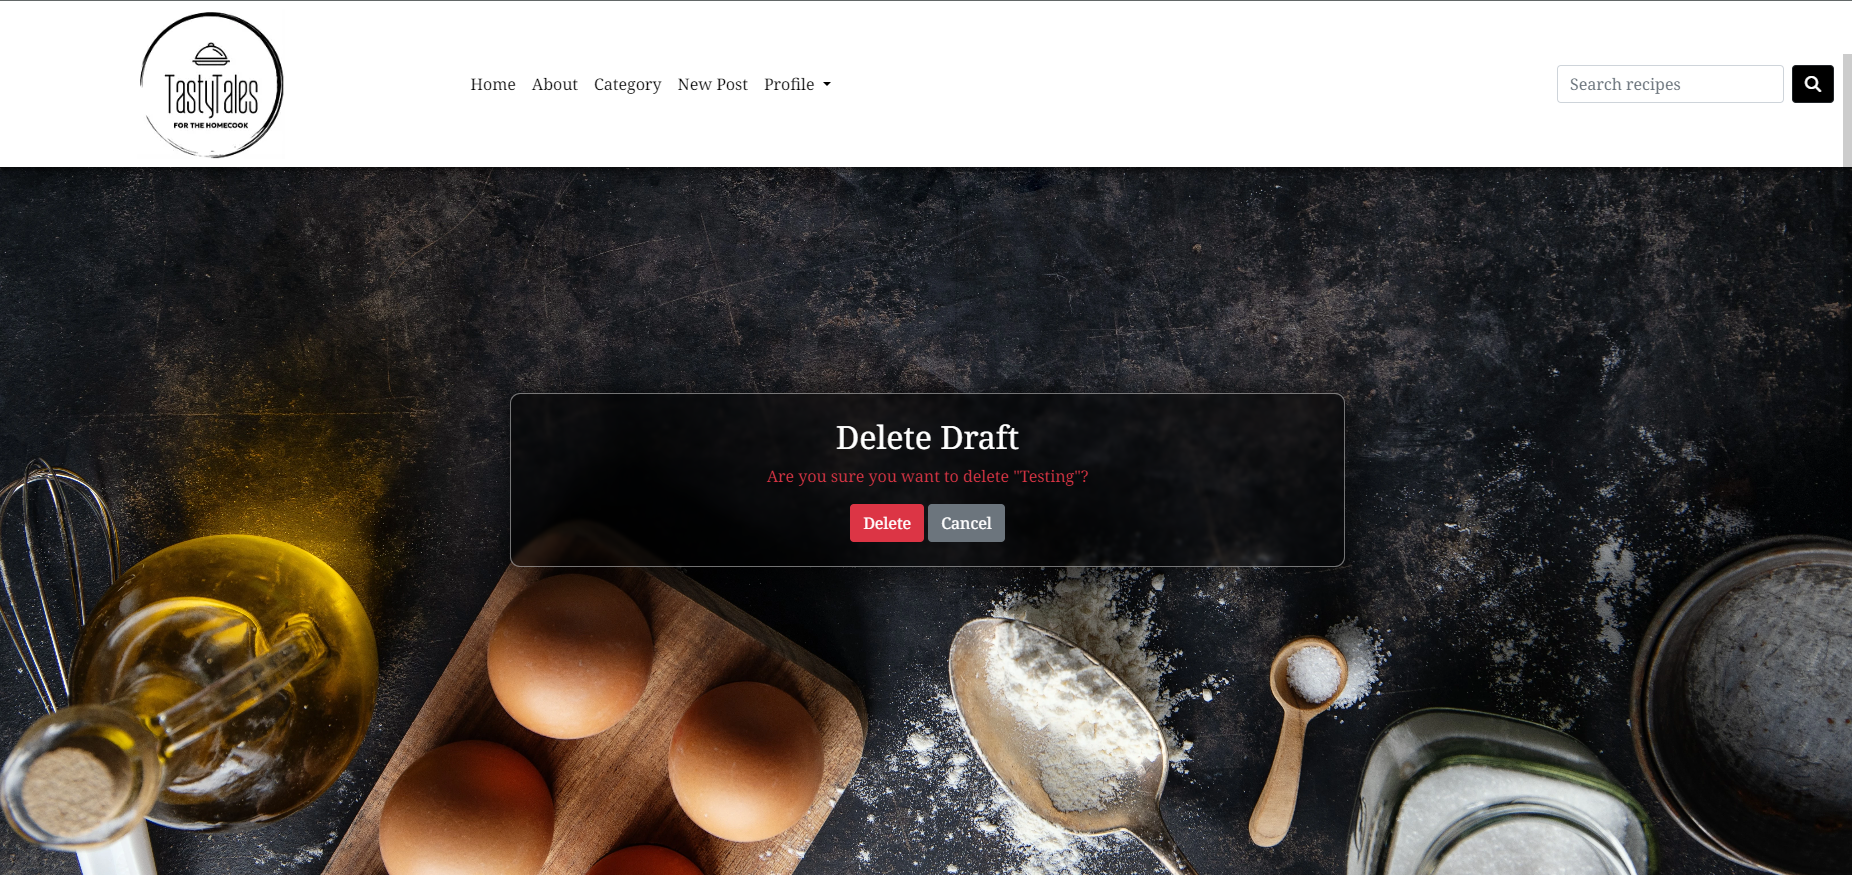 TastyTales
FOR THE HOMECOOK
Home About Category New Post Profile
Search recipes
Delete Draft
Are you sure you want to delete "Testing"?
Delete Cancel